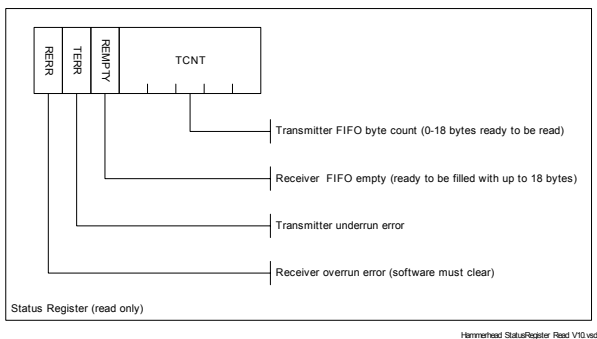 RERR
TERR
REMPTY
TCNT
Transmitter FIFO byte count (0-18 bytes ready to be read)
Receiver FIFO empty (ready to be filled with up to 18 bytes)
Transmitter underrun error
Receiver overrun error (software must clear)
Status Register (read only)
Hammerhead StatusRegister Read V10.vsd